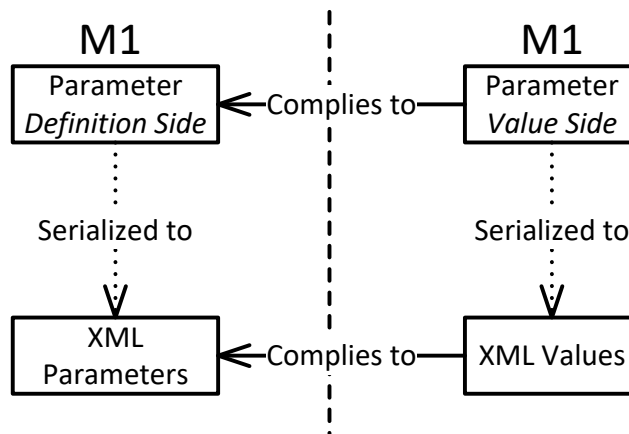 M1
M1
Parameter
Definition Side
Complies to
Parameter
Value Side
Serialized to
Serialized to
XML
Parameters
Complies to
XML Values